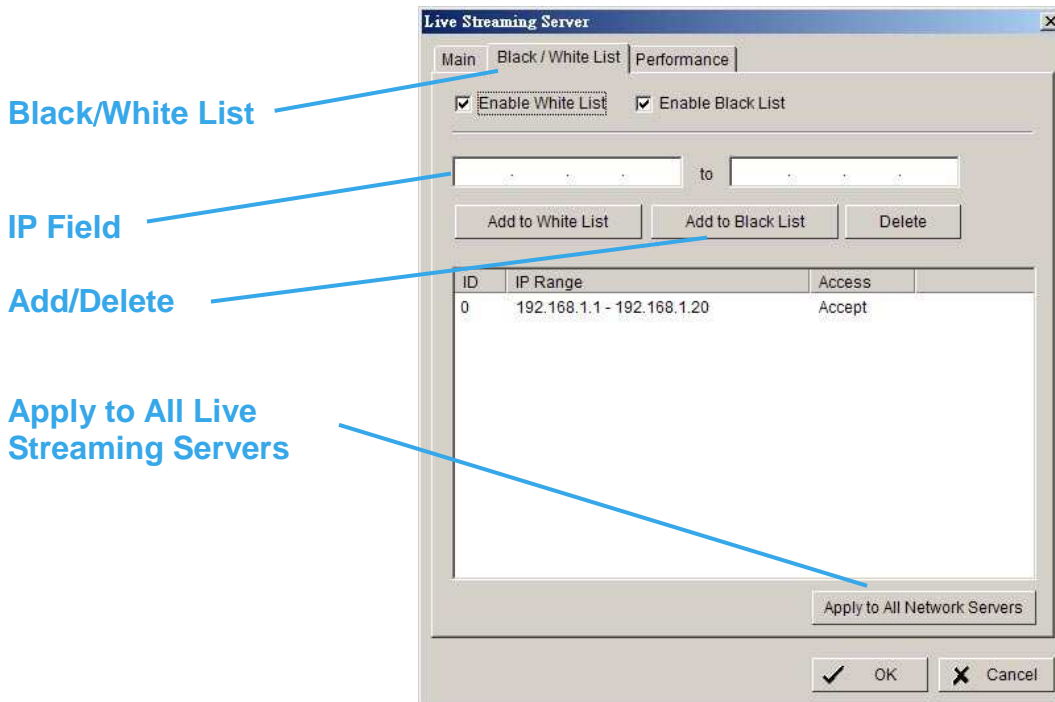 Live Streaming Server
Main Black / White List Performance
Black/White List
Enable White List Enable Black List
to
IP Field
Add to White List Add to Black List Delete
Add/Delete
ID IP Range Access
0 192.168.1.1 - 192.168.1.20 Accept
Apply to All Live
Streaming Servers
Apply to All Network Servers
OK Cancel